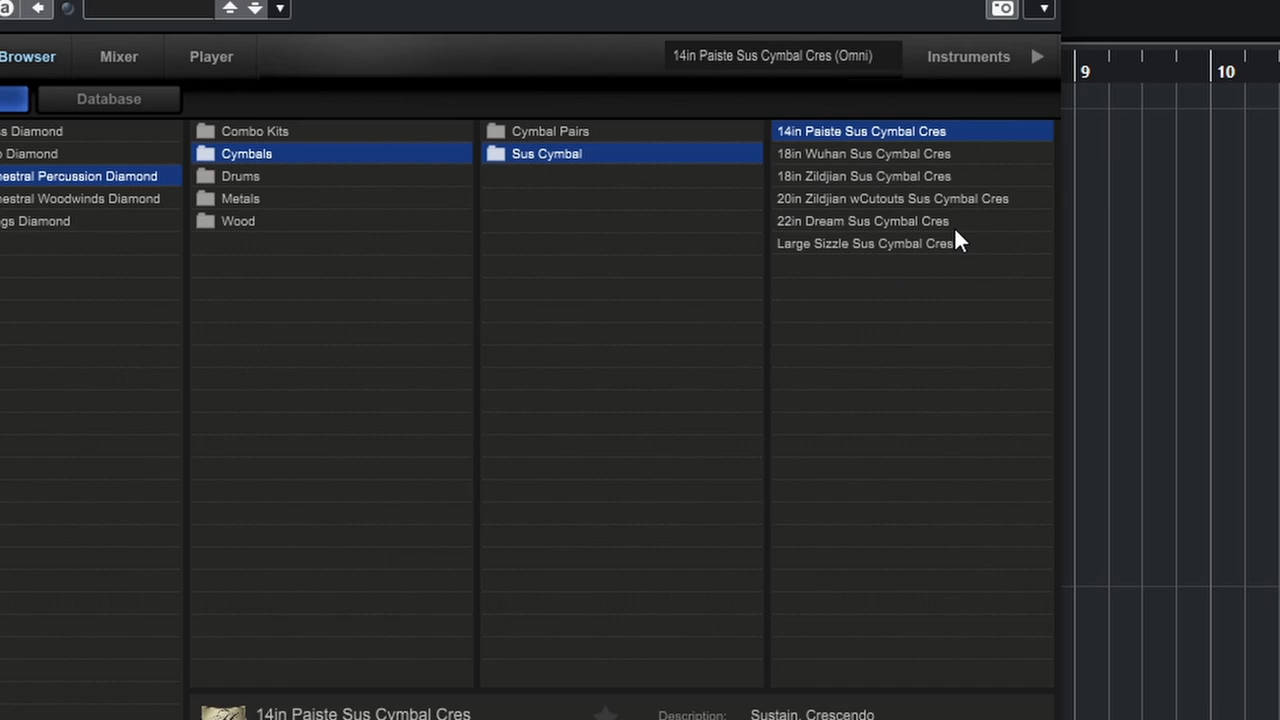 a
Browser Mixer Player 14in Paiste Sus Cymbal Cres (Omni) Instruments
9 10
Database
s Diamond
Diamond
hestral Percussion Diamond
hestral Woodwinds Diamond
ngs Diamond
Combo Kits
Cymbals
Drums
Metals
Wood
Cymbal Pairs
Sus Cymbal
14in Paiste Sus Cymbal Cres
18in Wuhan Sus Cymbal Cres
18in Zildjian Sus Cymbal Cres
20in Zildjian wCutouts Sus Cymbal Cres
22in Dream Sus Cymbal Cres
Large Sizzle Sus Cymbal Cres
14in Paiste Sus Cymbal Cres Description: Sustain, Crescendo